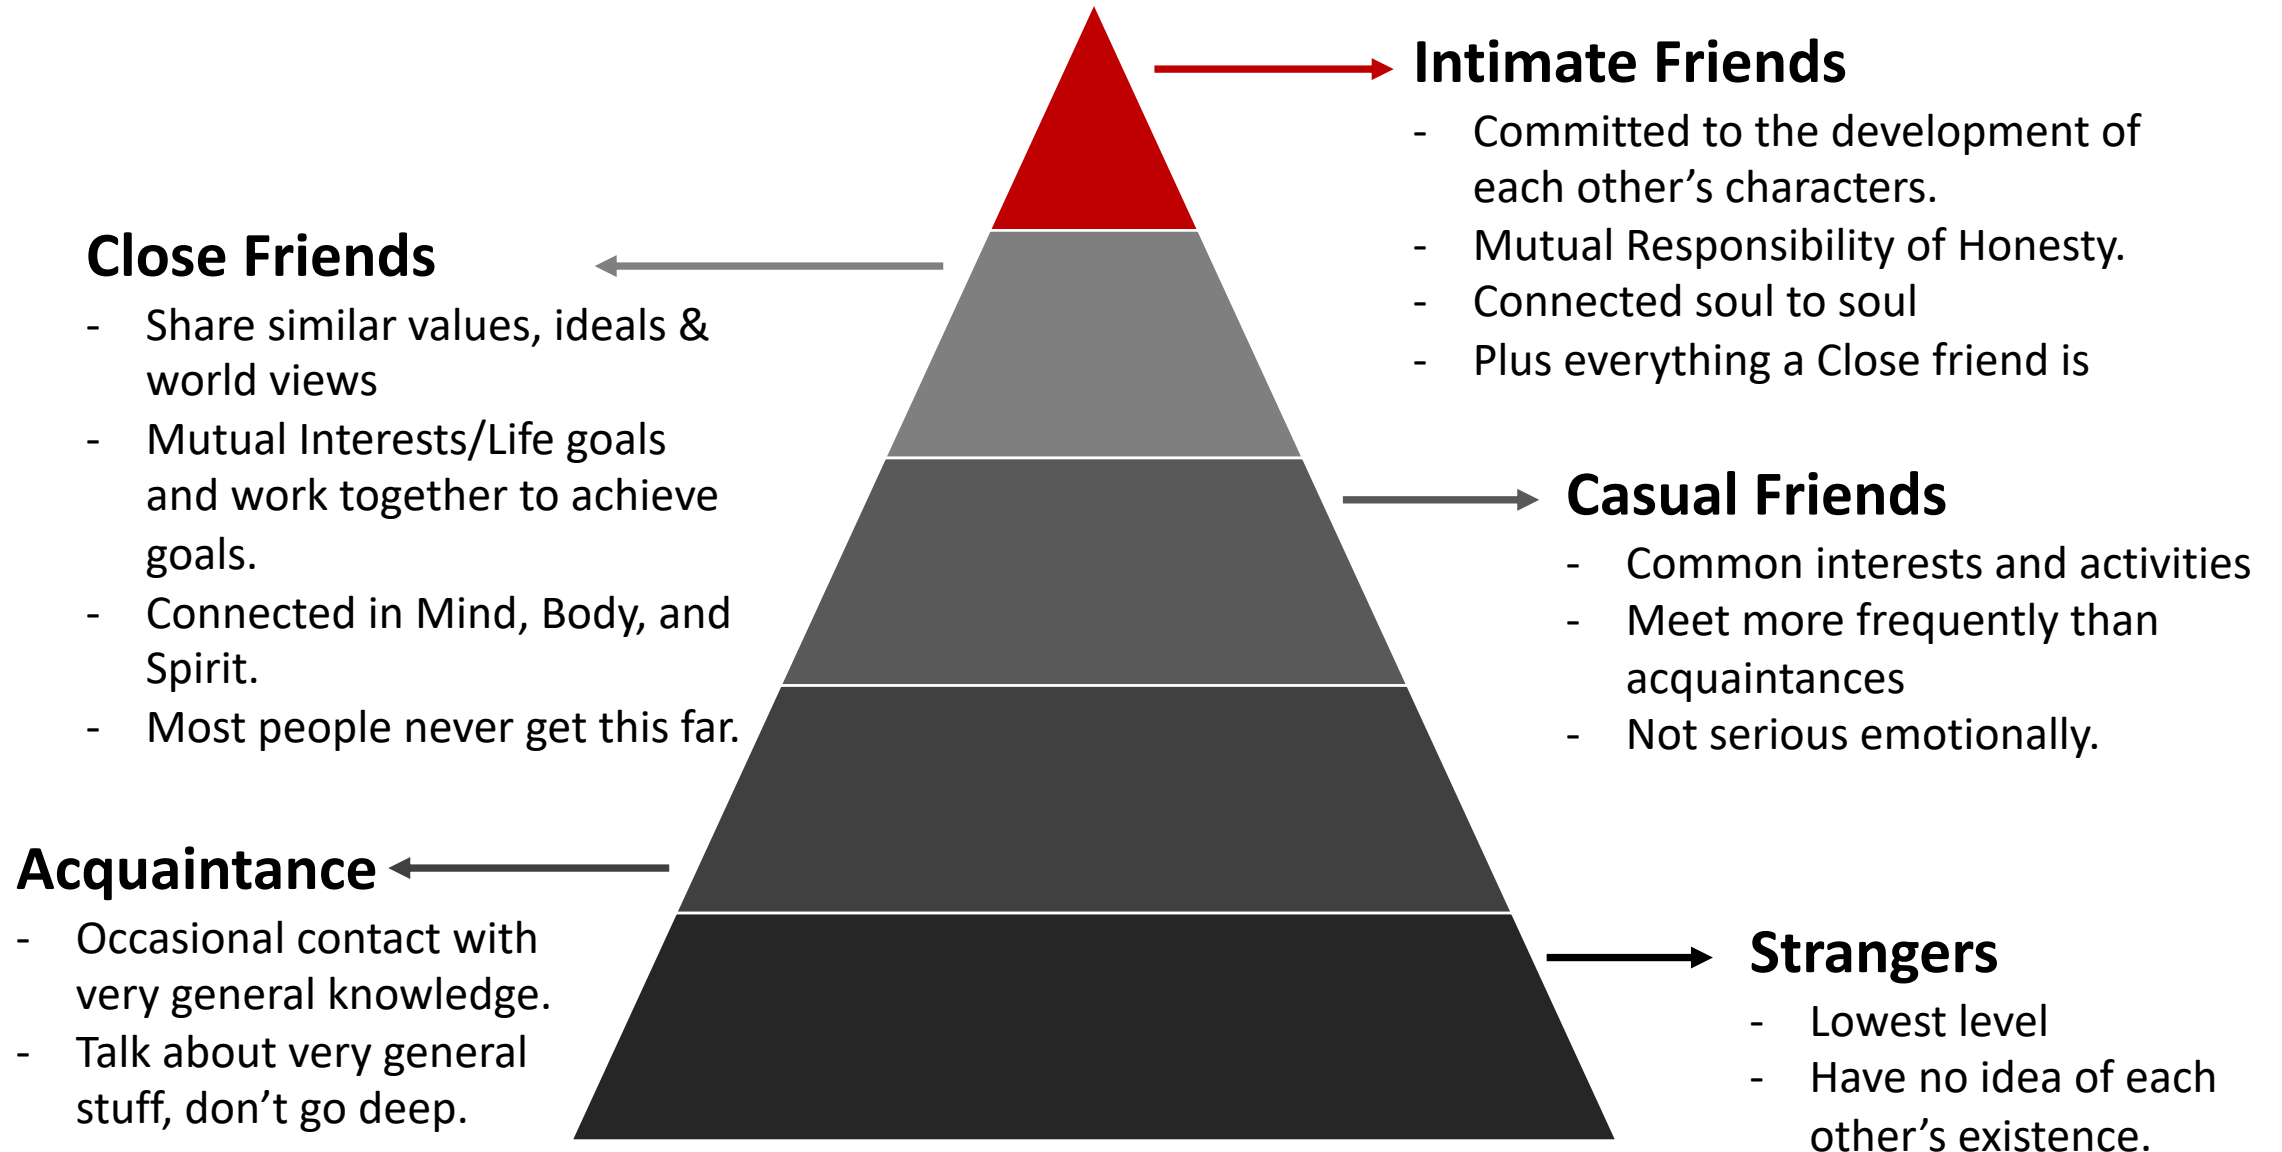 Intimate Friends
- Committed to the development of
each other’s characters.
- Mutual Responsibility of Honesty.
- Connected soul to soul
- Plus everything a Close friend is
Close Friends
- Share similar values, ideals &
world views
- Mutual Interests/Life goals
and work together to achieve
goals.
- Connected in Mind, Body, and
Spirit.
- Most people never get this far.
Casual Friends
- Common interests and activities
- Meet more frequently than
acquaintances
- Not serious emotionally.
Acquaintance
- Occasional contact with
very general knowledge.
- Talk about very general
stuff, don’t go deep.
Strangers
- Lowest level
- Have no idea of each
other’s existence.